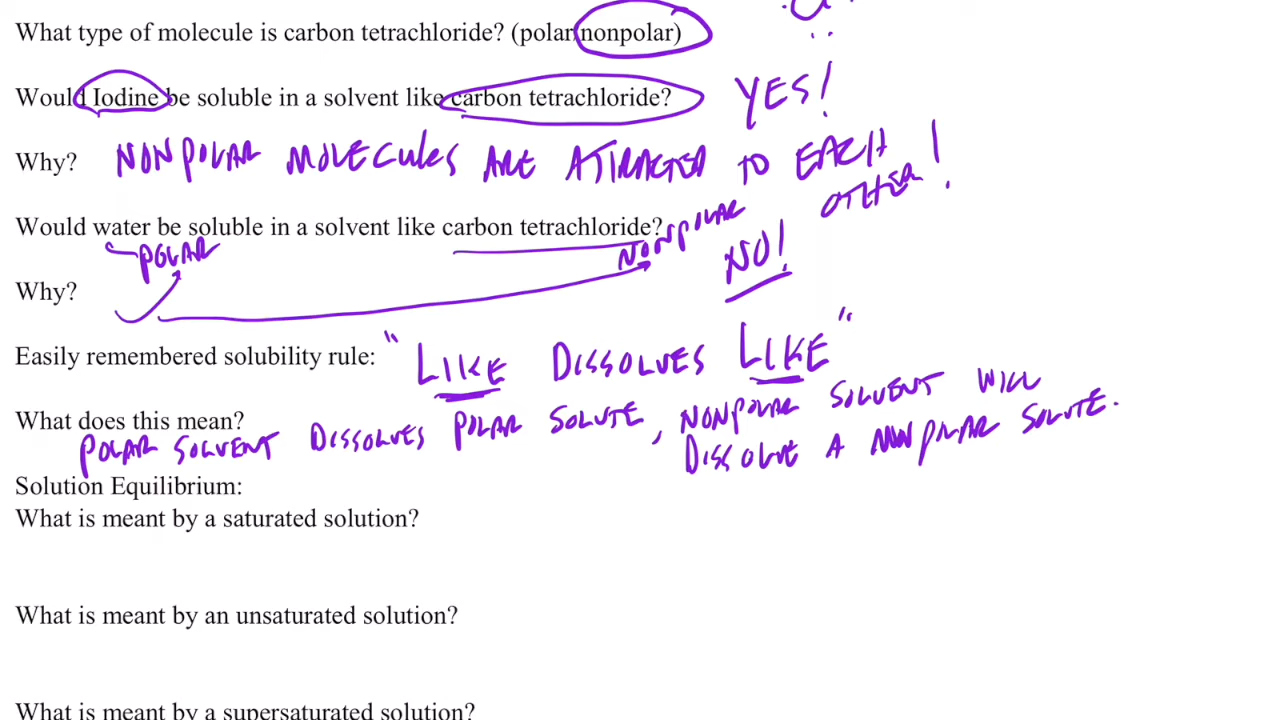 What type of molecule is carbon tetrachloride? (polar/nonpolar)
Would Iodine be soluble in a solvent like carbon tetrachloride? YES!
Why? NONPOLAR MOLECULES ARE ATTRACTED TO EACH OTHER!
Would water be soluble in a solvent like carbon tetrachloride? NO!
POLAR NONPOLAR
Why?
Easily remembered solubility rule: "LIKE DISSOLVES LIKE"
What does this mean?
POLAR SOLVENT DISSOLVES POLAR SOLUTE, NONPOLAR SOLVENT WILL
DISSOLVE A NONPOLAR SOLUTE.
Solution Equilibrium:
What is meant by a saturated solution?
What is meant by an unsaturated solution?
What is meant by a supersaturated solution?